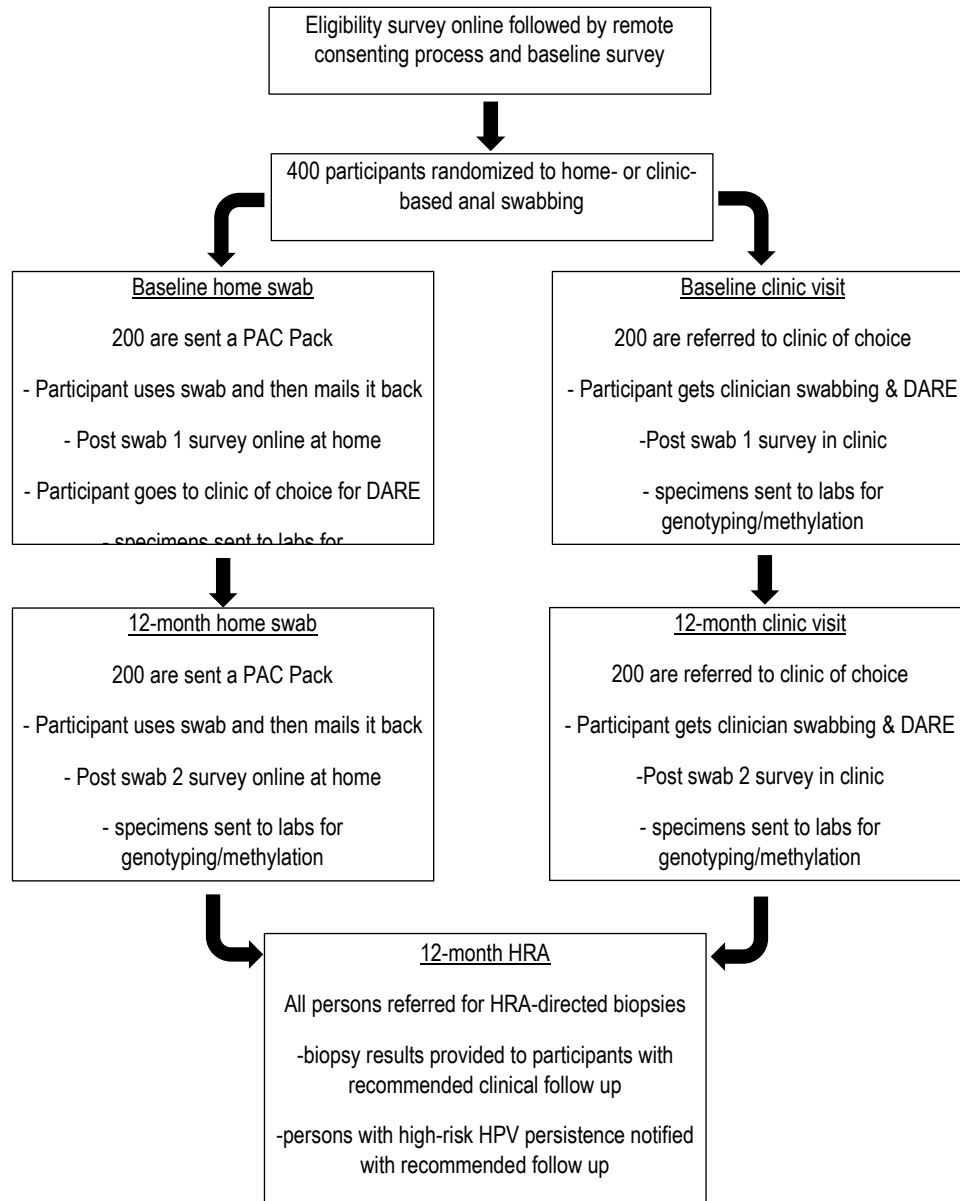 Eligibility survey online followed by remote
consenting process and baseline survey
400 participants randomized to home- or clinic-
based anal swabbing
Baseline home swab
200 are sent a PAC Pack
- Participant uses swab and then mails it back
- Post swab 1 survey online at home
- Participant goes to clinic of choice for DARE
- specimens sent to labs for
Baseline clinic visit
200 are referred to clinic of choice
- Participant gets clinician swabbing & DARE
-Post swab 1 survey in clinic
- specimens sent to labs for
genotyping/methylation
12-month home swab
200 are sent a PAC Pack
- Participant uses swab and then mails it back
- Post swab 2 survey online at home
- specimens sent to labs for
genotyping/methylation
12-month clinic visit
200 are referred to clinic of choice
- Participant gets clinician swabbing & DARE
-Post swab 2 survey in clinic
- specimens sent to labs for
genotyping/methylation
12-month HRA
All persons referred for HRA-directed biopsies
-biopsy results provided to participants with
recommended clinical follow up
-persons with high-risk HPV persistence notified
with recommended follow up